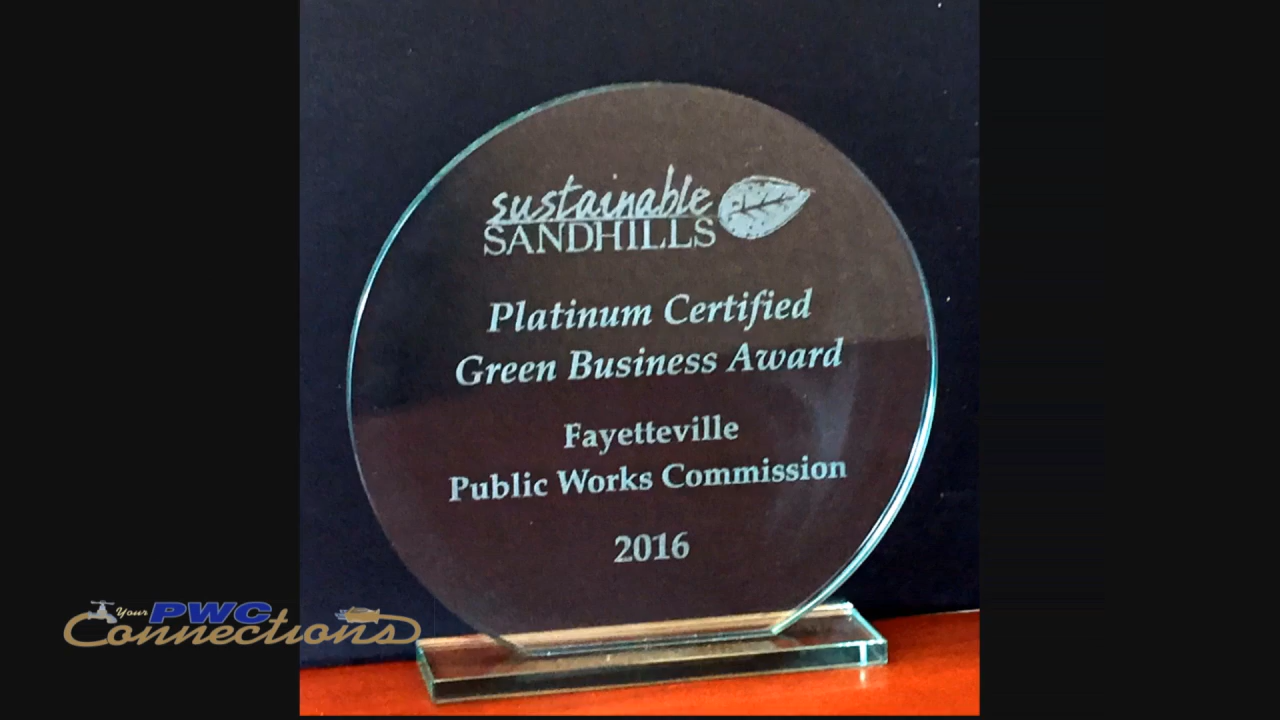 sustainable
SANDHILLS
Platinum Certified
Green Business Award
Fayetteville
Public Works Commission
2016
Your PWC
Connections